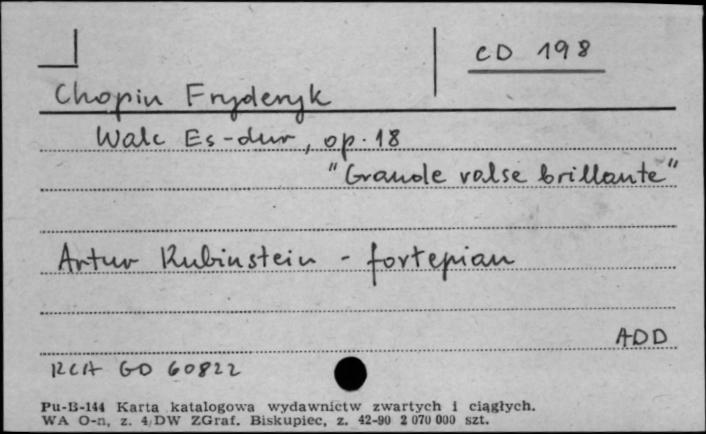 CD 198
Chopin Fryderyk
Walc Es-dur, op. 18
"Grande valse brillante"
Artur Rubinstein - fortepian
ADD
RCA GD 60822
Pu-B-144 Karta katalogowa wydawnictw zwartych i ciągłych.
WA O-n, z. 4/DW ZGraf. Biskupiec, z. 42-90 2 070 000 szt.